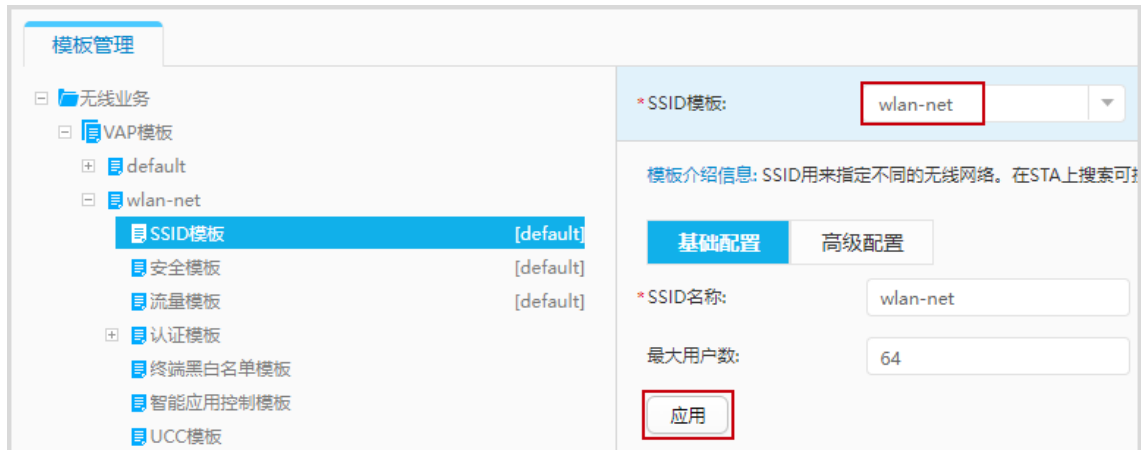 模板管理
无线业务
VAP模板
default
wlan-net
SSID模板 [default]
安全模板 [default]
流量模板 [default]
认证模板
终端黑白名单模板
智能应用控制模板
UCC模板
*SSID模板: wlan-net
模板介绍信息: SSID用来指定不同的无线网络。在STA上搜索可
基础配置 高级配置
*SSID名称: wlan-net
最大用户数: 64
应用